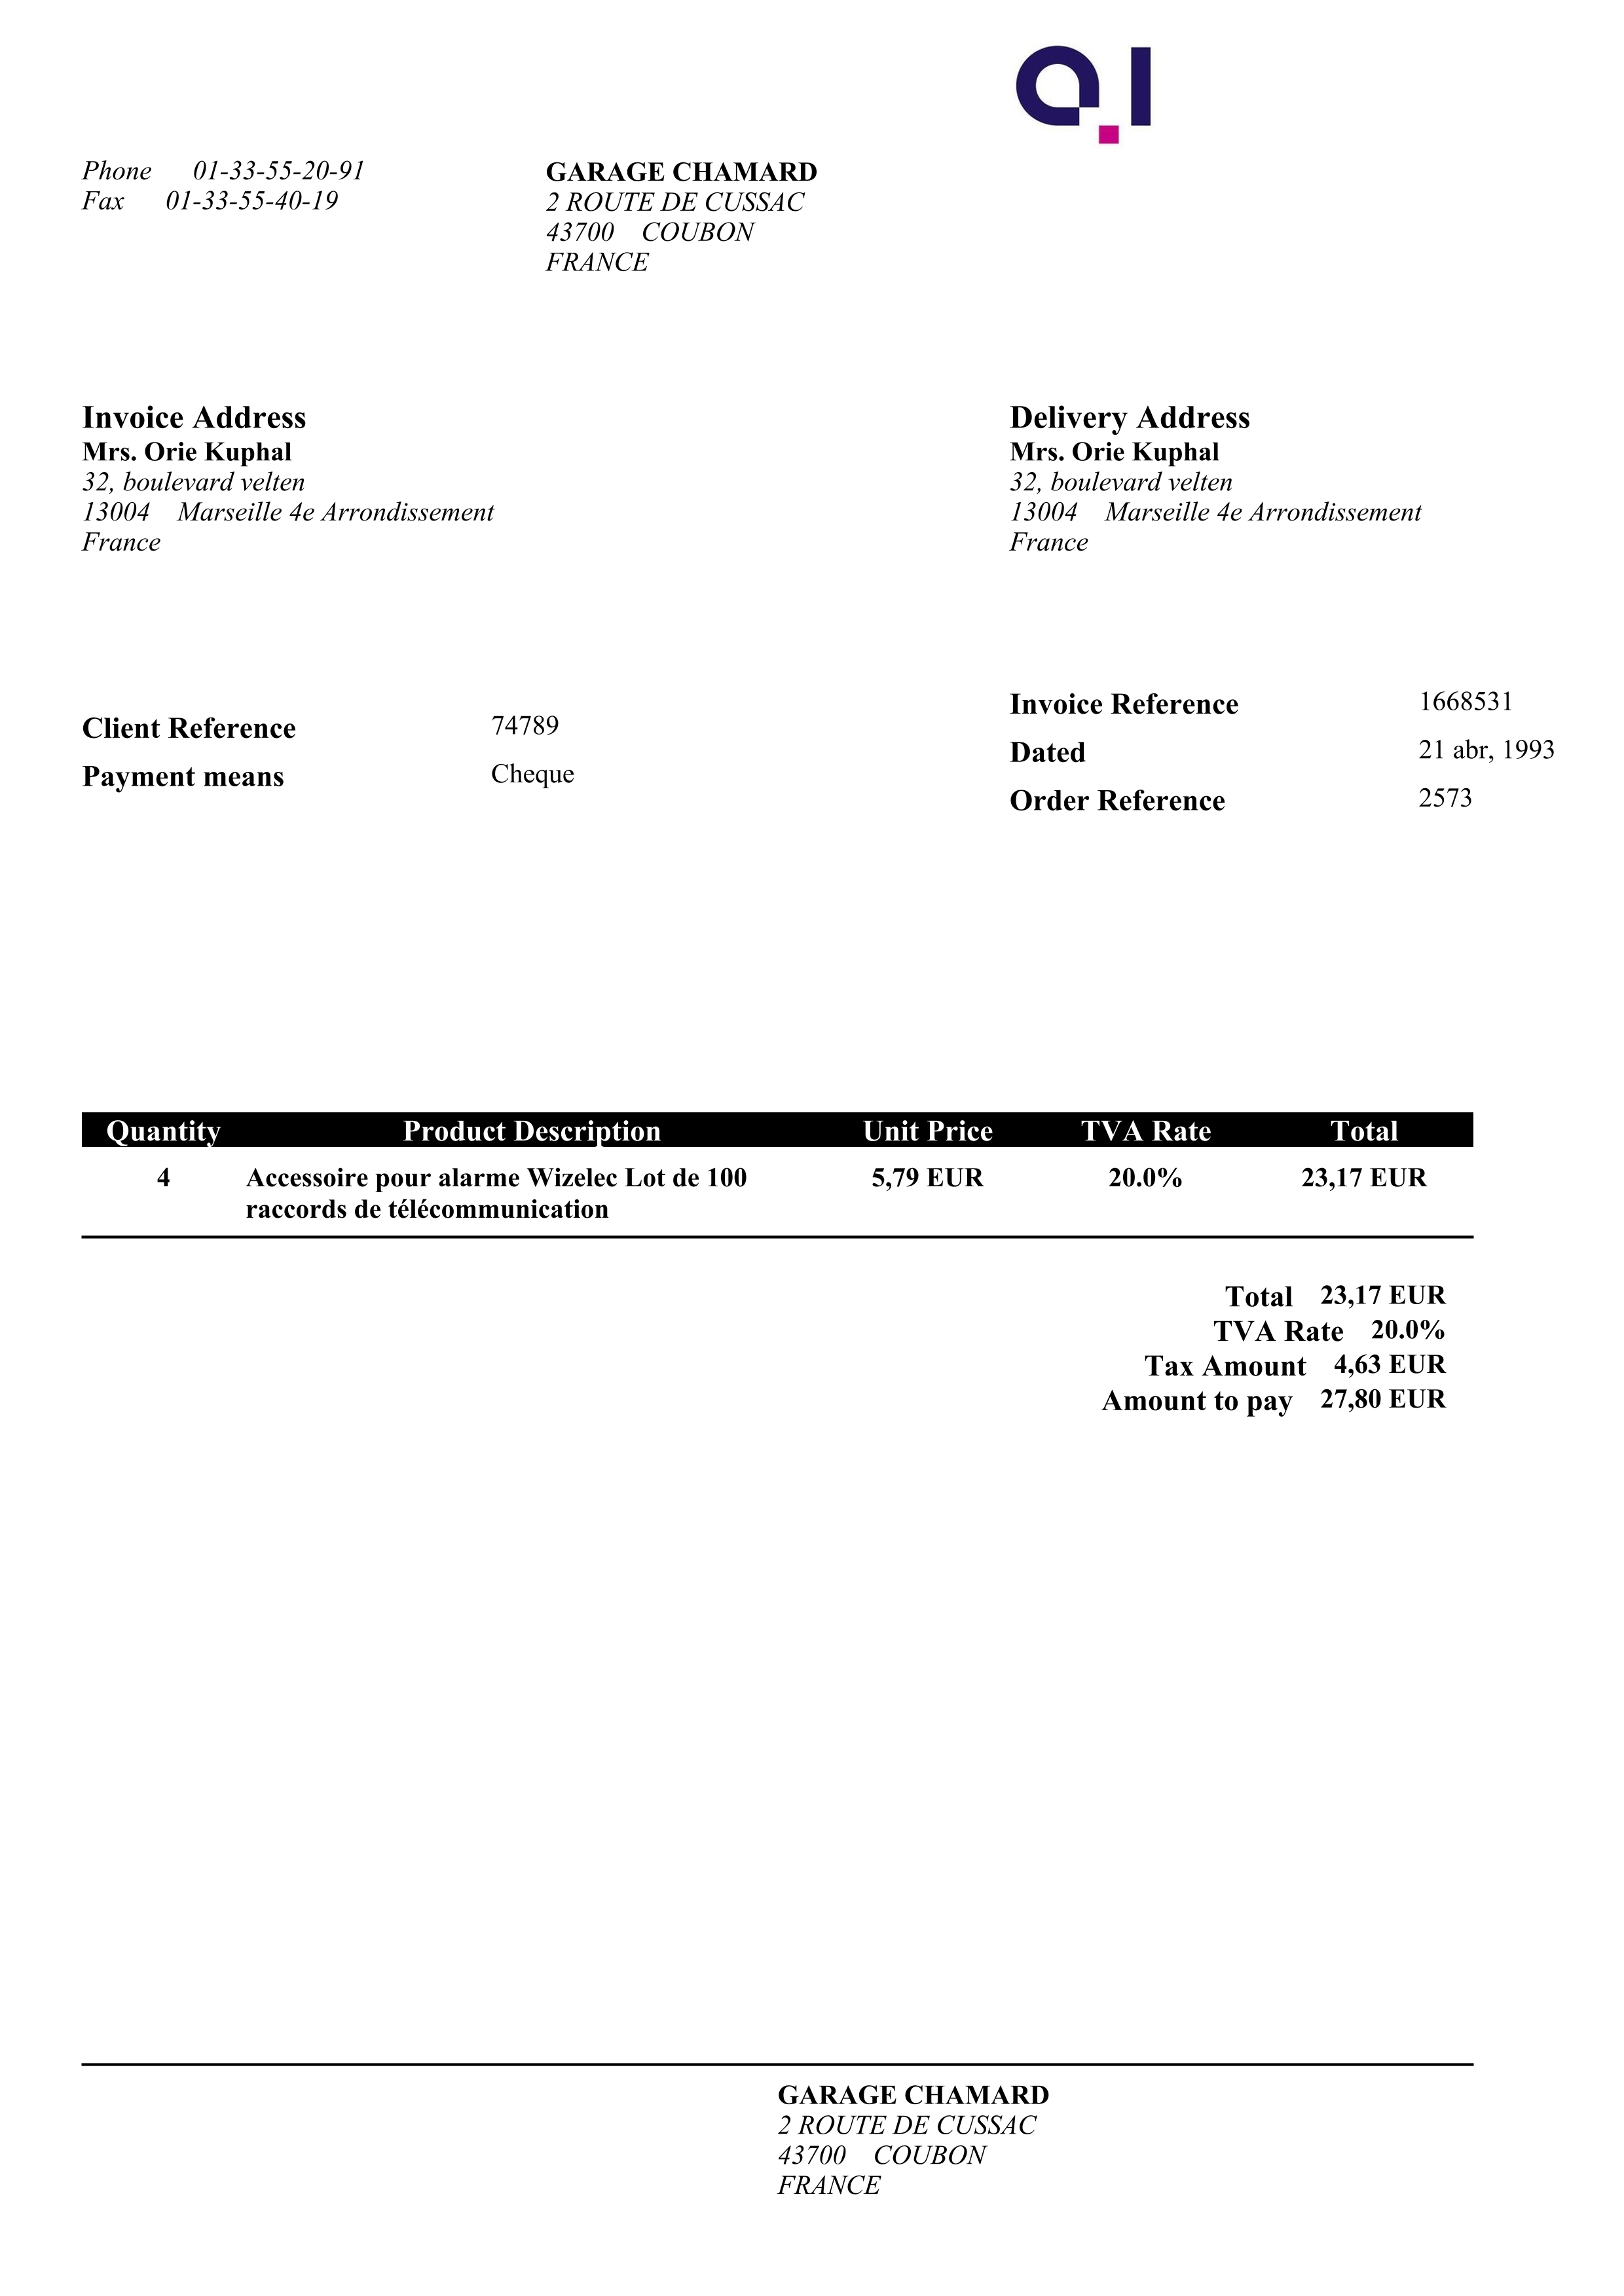 Phone 01-33-55-20-91
Fax 01-33-55-40-19
GARAGE CHAMARD
2 ROUTE DE CUSSAC
43700 COUBON
FRANCE
Invoice Address
Mrs. Orie Kuphal
32, boulevard velten
13004 Marseille 4e Arrondissement
France
Delivery Address
Mrs. Orie Kuphal
32, boulevard velten
13004 Marseille 4e Arrondissement
France
Client Reference 74789
Payment means Cheque
Invoice Reference 1668531
Dated 21 abr, 1993
Order Reference 2573
Quantity Product Description Unit Price TVA Rate Total
4 Accessoire pour alarme Wizelec Lot de 100 5,79 EUR 20.0% 23,17 EUR
raccords de télécommunication
Total 23,17 EUR
TVA Rate 20.0%
Tax Amount 4,63 EUR
Amount to pay 27,80 EUR
GARAGE CHAMARD
2 ROUTE DE CUSSAC
43700 COUBON
FRANCE